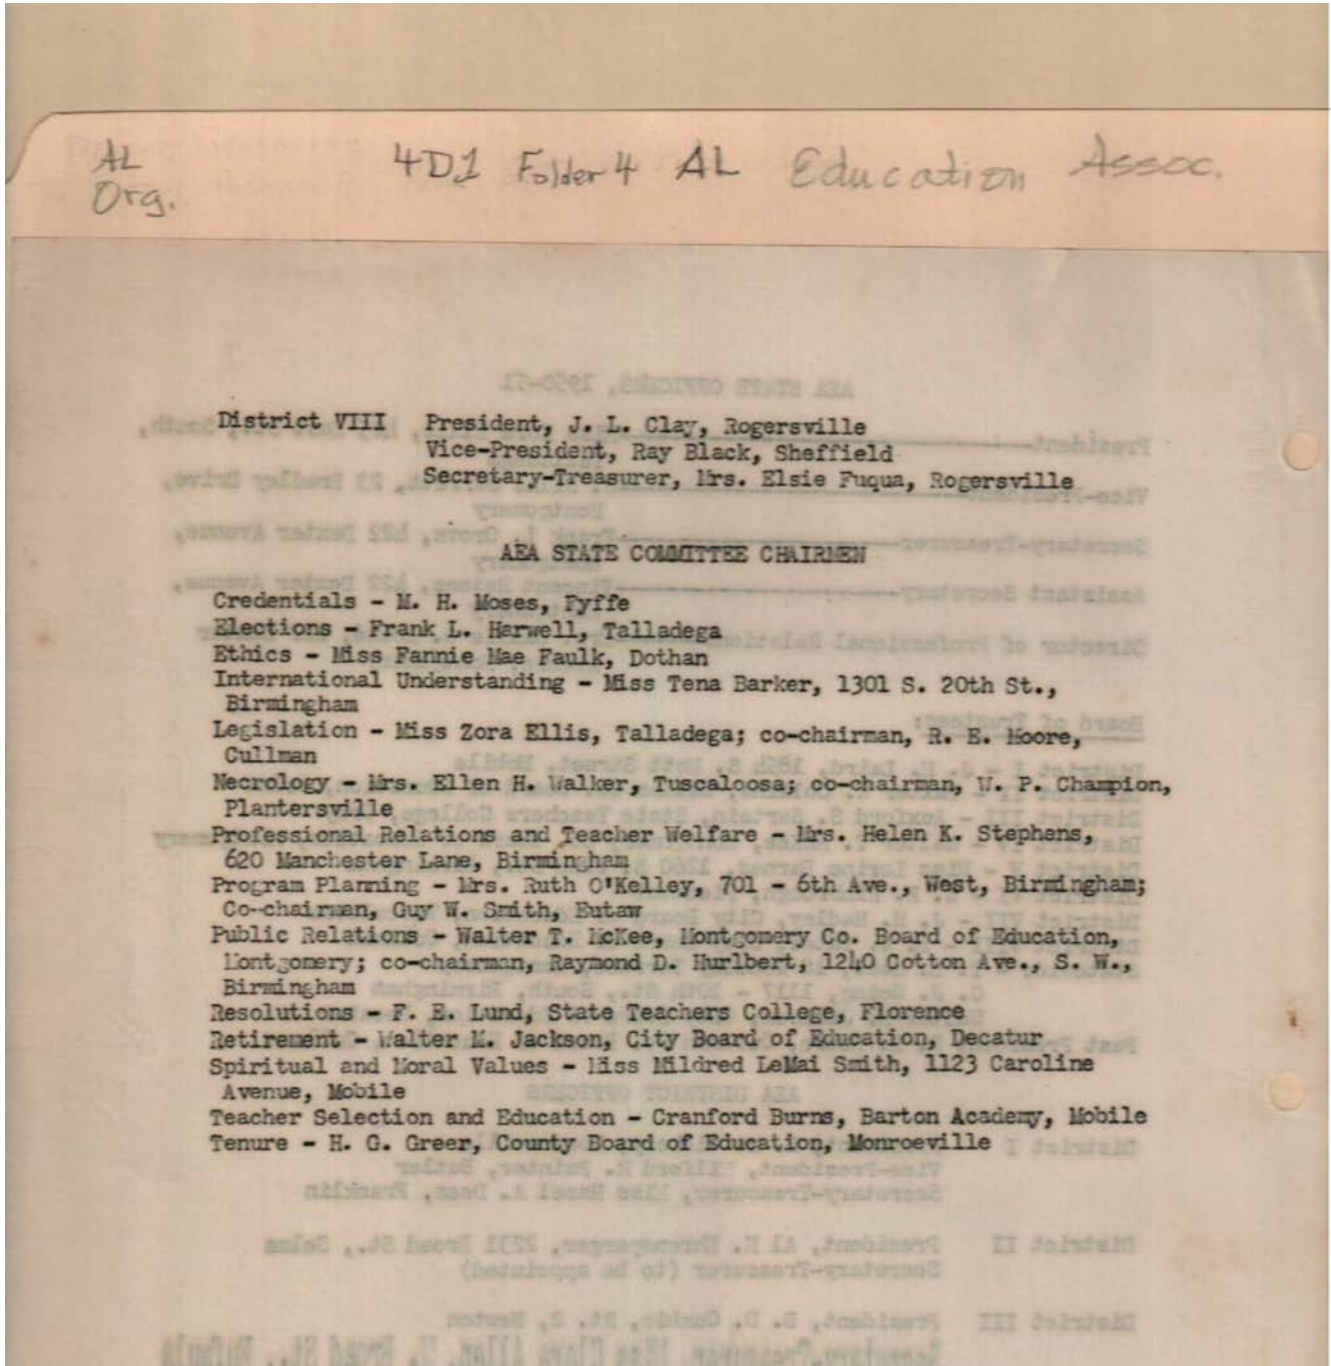 AL
Org.
4D1 Folder 4 AL Education Assoc.
District VIII President, J. L. Clay, Rogersville
Vice-President, Ray Black, Sheffield
Secretary-Treasurer, Mrs. Elsie Fuqua, Rogersville
AEA STATE COMMITTEE CHAIRMEN
Credentials - M. H. Moses, Fyffe
Elections - Frank L. Harwell, Talladega
Ethics - Miss Fannie Mae Faulk, Dothan
International Understanding - Miss Tena Barker, 1301 S. 20th St.,
Birmingham
Legislation - Miss Zora Ellis, Talladega; co-chairman, R. E. Moore,
Cullman
Necrology - Mrs. Ellen H. Walker, Tuscaloosa; co-chairman, W. P. Champion,
Plantersville
Professional Relations and Teacher Welfare - Mrs. Helen K. Stephens,
620 Manchester Lane, Birmingham
Program Planning - Mrs. Ruth O'Kelley, 701 - 6th Ave., West, Birmingham;
Co-chairman, Guy W. Smith, Eutaw
Public Relations - Walter T. McKee, Montgomery Co. Board of Education,
Montgomery; co-chairman, Raymond D. Hurlbert, 1240 Cotton Ave., S. W.,
Birmingham
Resolutions - F. E. Lund, State Teachers College, Florence
Retirement - Walter M. Jackson, City Board of Education, Decatur
Spiritual and Moral Values - Miss Mildred LeMai Smith, 1123 Caroline
Avenue, Mobile
Teacher Selection and Education - Cranford Burns, Barton Academy, Mobile
Tenure - H. G. Greer, County Board of Education, Monroeville